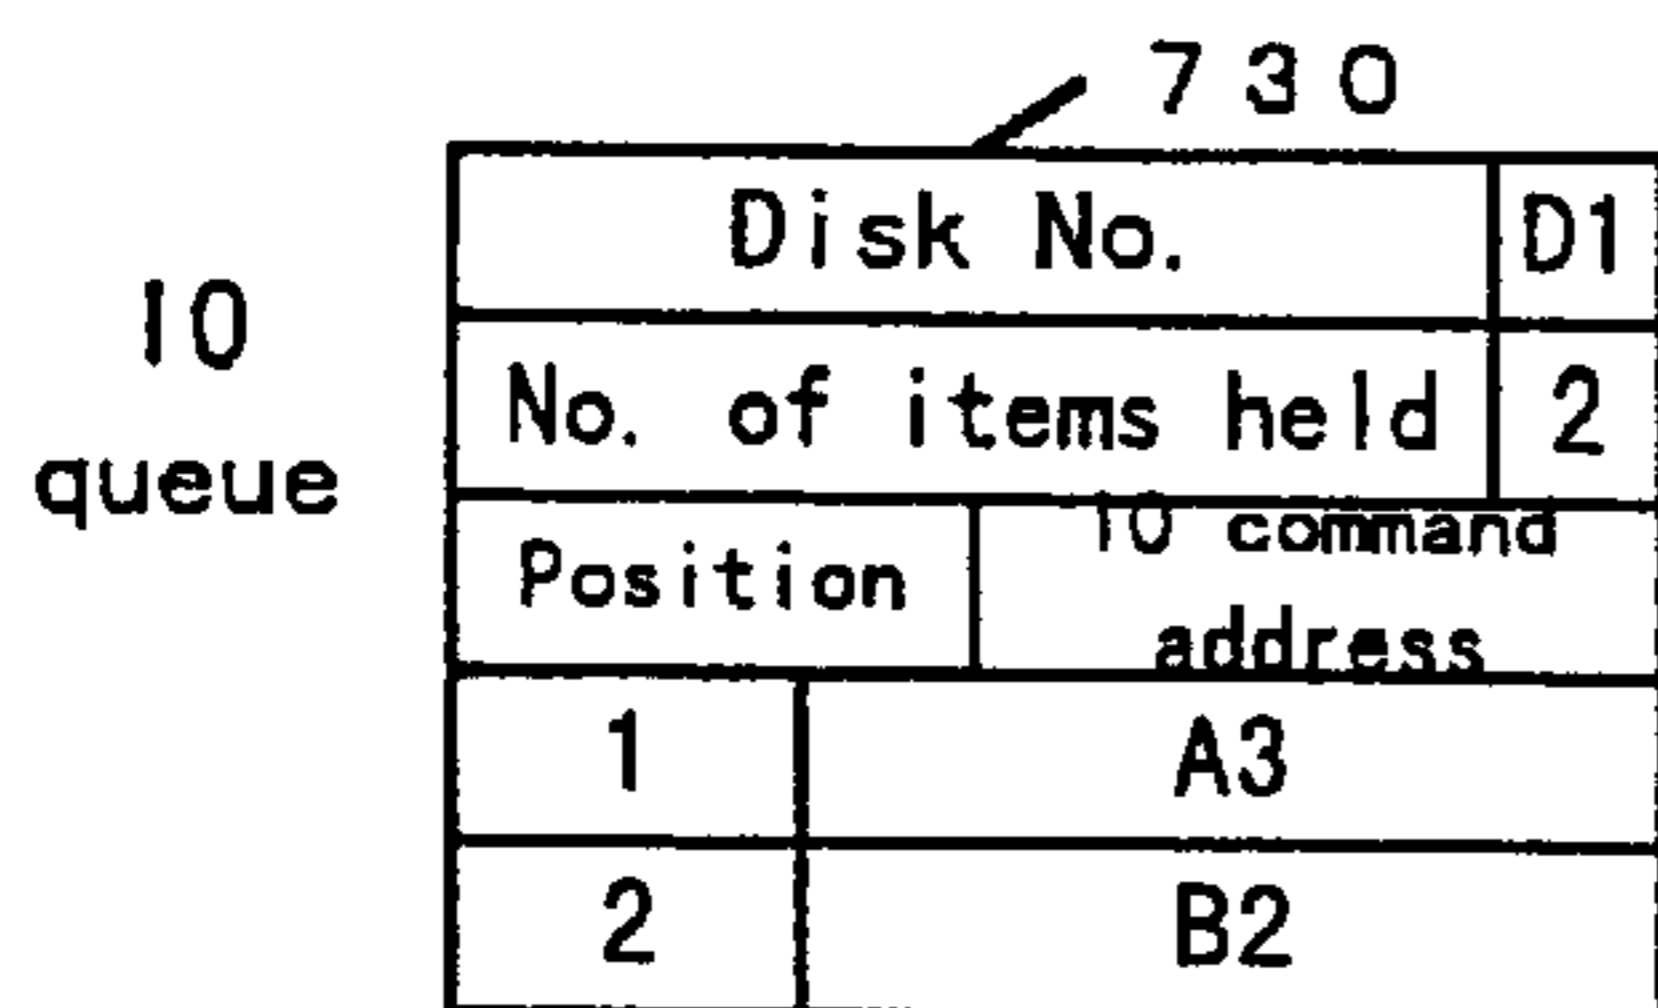 730
IO
queue
Disk No. D1
No. of items held 2
Position
IO command
address
1 A3
2 B2